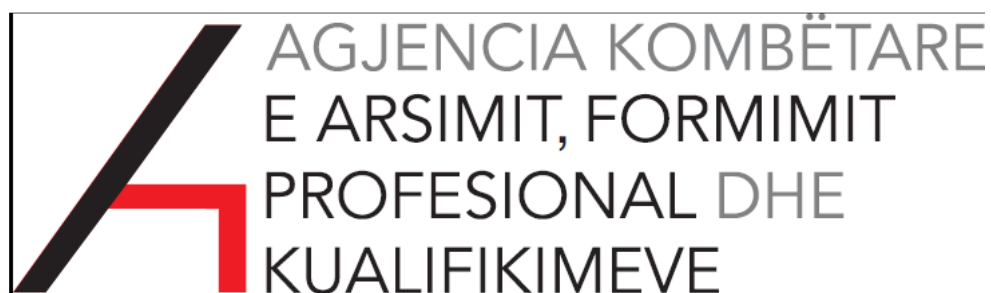 AGJENCIA KOMBËTARE
E ARSIMIT, FORMIMIT
PROFESIONAL DHE
KUALIFIKIMEVE